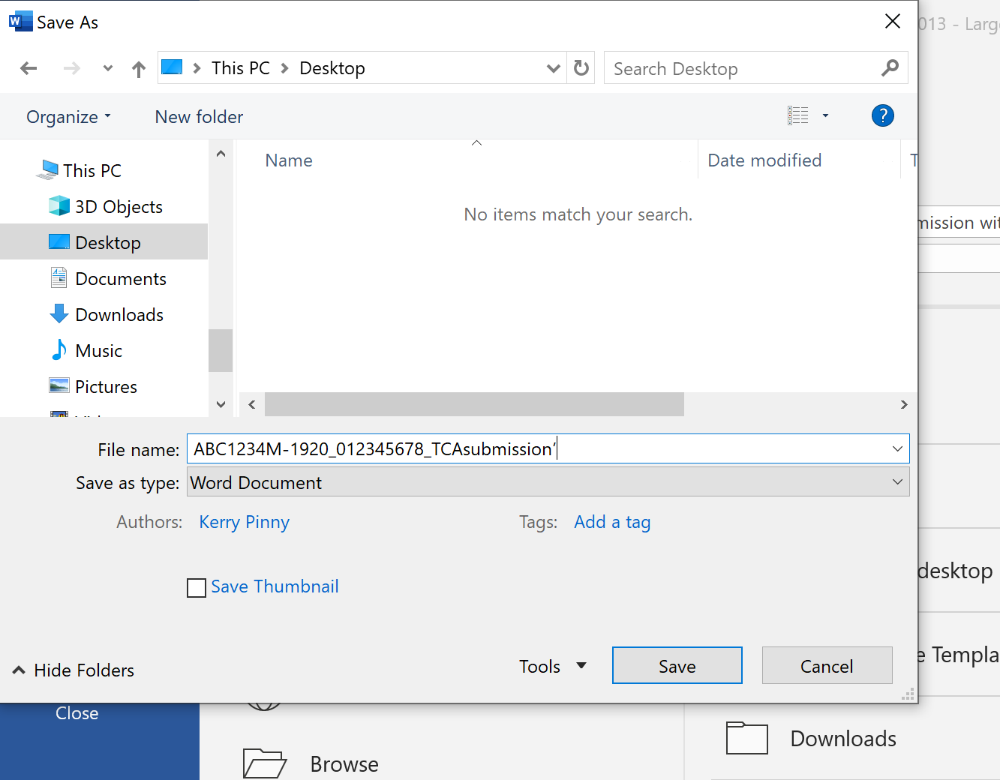 Save As
013 - Larg
This PC Desktop
Search Desktop
Organize
New folder
?
Name
Date modified
No items match your search.
This PC
3D Objects
Desktop
Documents
Downloads
Music
Pictures
mission wit
File name: ABC1234M-1920_012345678_TCAsubmission’
Save as type: Word Document
Authors: Kerry Pinny
Tags: Add a tag
Save Thumbnail
desktop
Hide Folders
Tools
Save
Cancel
e Templa
Close
Downloads
Browse